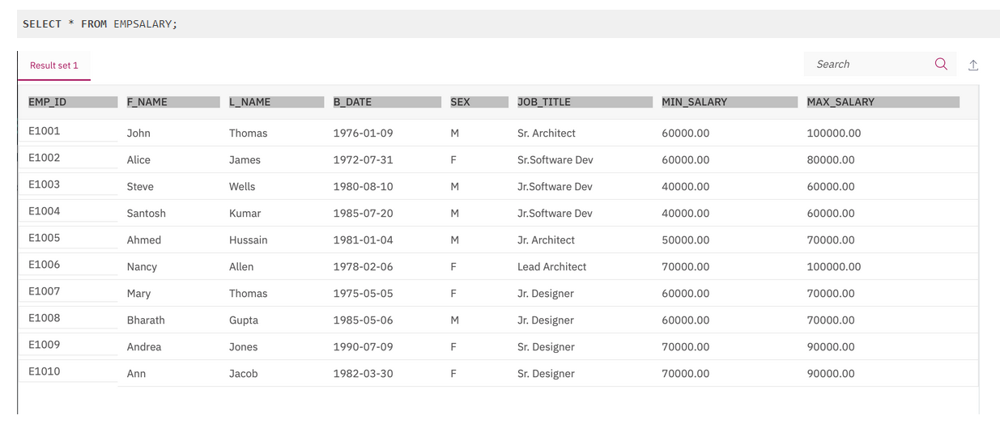 SELECT * FROM EMPSALARY;
Result set 1
Search
EMP_ID F_NAME L_NAME B_DATE SEX JOB_TITLE MIN_SALARY MAX_SALARY
E1001 John Thomas 1976-01-09 M Sr. Architect 60000.00 100000.00
E1002 Alice James 1972-07-31 F Sr.Software Dev 60000.00 80000.00
E1003 Steve Wells 1980-08-10 M Jr.Software Dev 40000.00 60000.00
E1004 Santosh Kumar 1985-07-20 M Jr.Software Dev 40000.00 60000.00
E1005 Ahmed Hussain 1981-01-04 M Jr. Architect 50000.00 70000.00
E1006 Nancy Allen 1978-02-06 F Lead Architect 70000.00 100000.00
E1007 Mary Thomas 1975-05-05 F Jr. Designer 60000.00 70000.00
E1008 Bharath Gupta 1985-05-06 M Jr. Designer 60000.00 70000.00
E1009 Andrea Jones 1990-07-09 F Sr. Designer 70000.00 90000.00
E1010 Ann Jacob 1982-03-30 F Sr. Designer 70000.00 90000.00